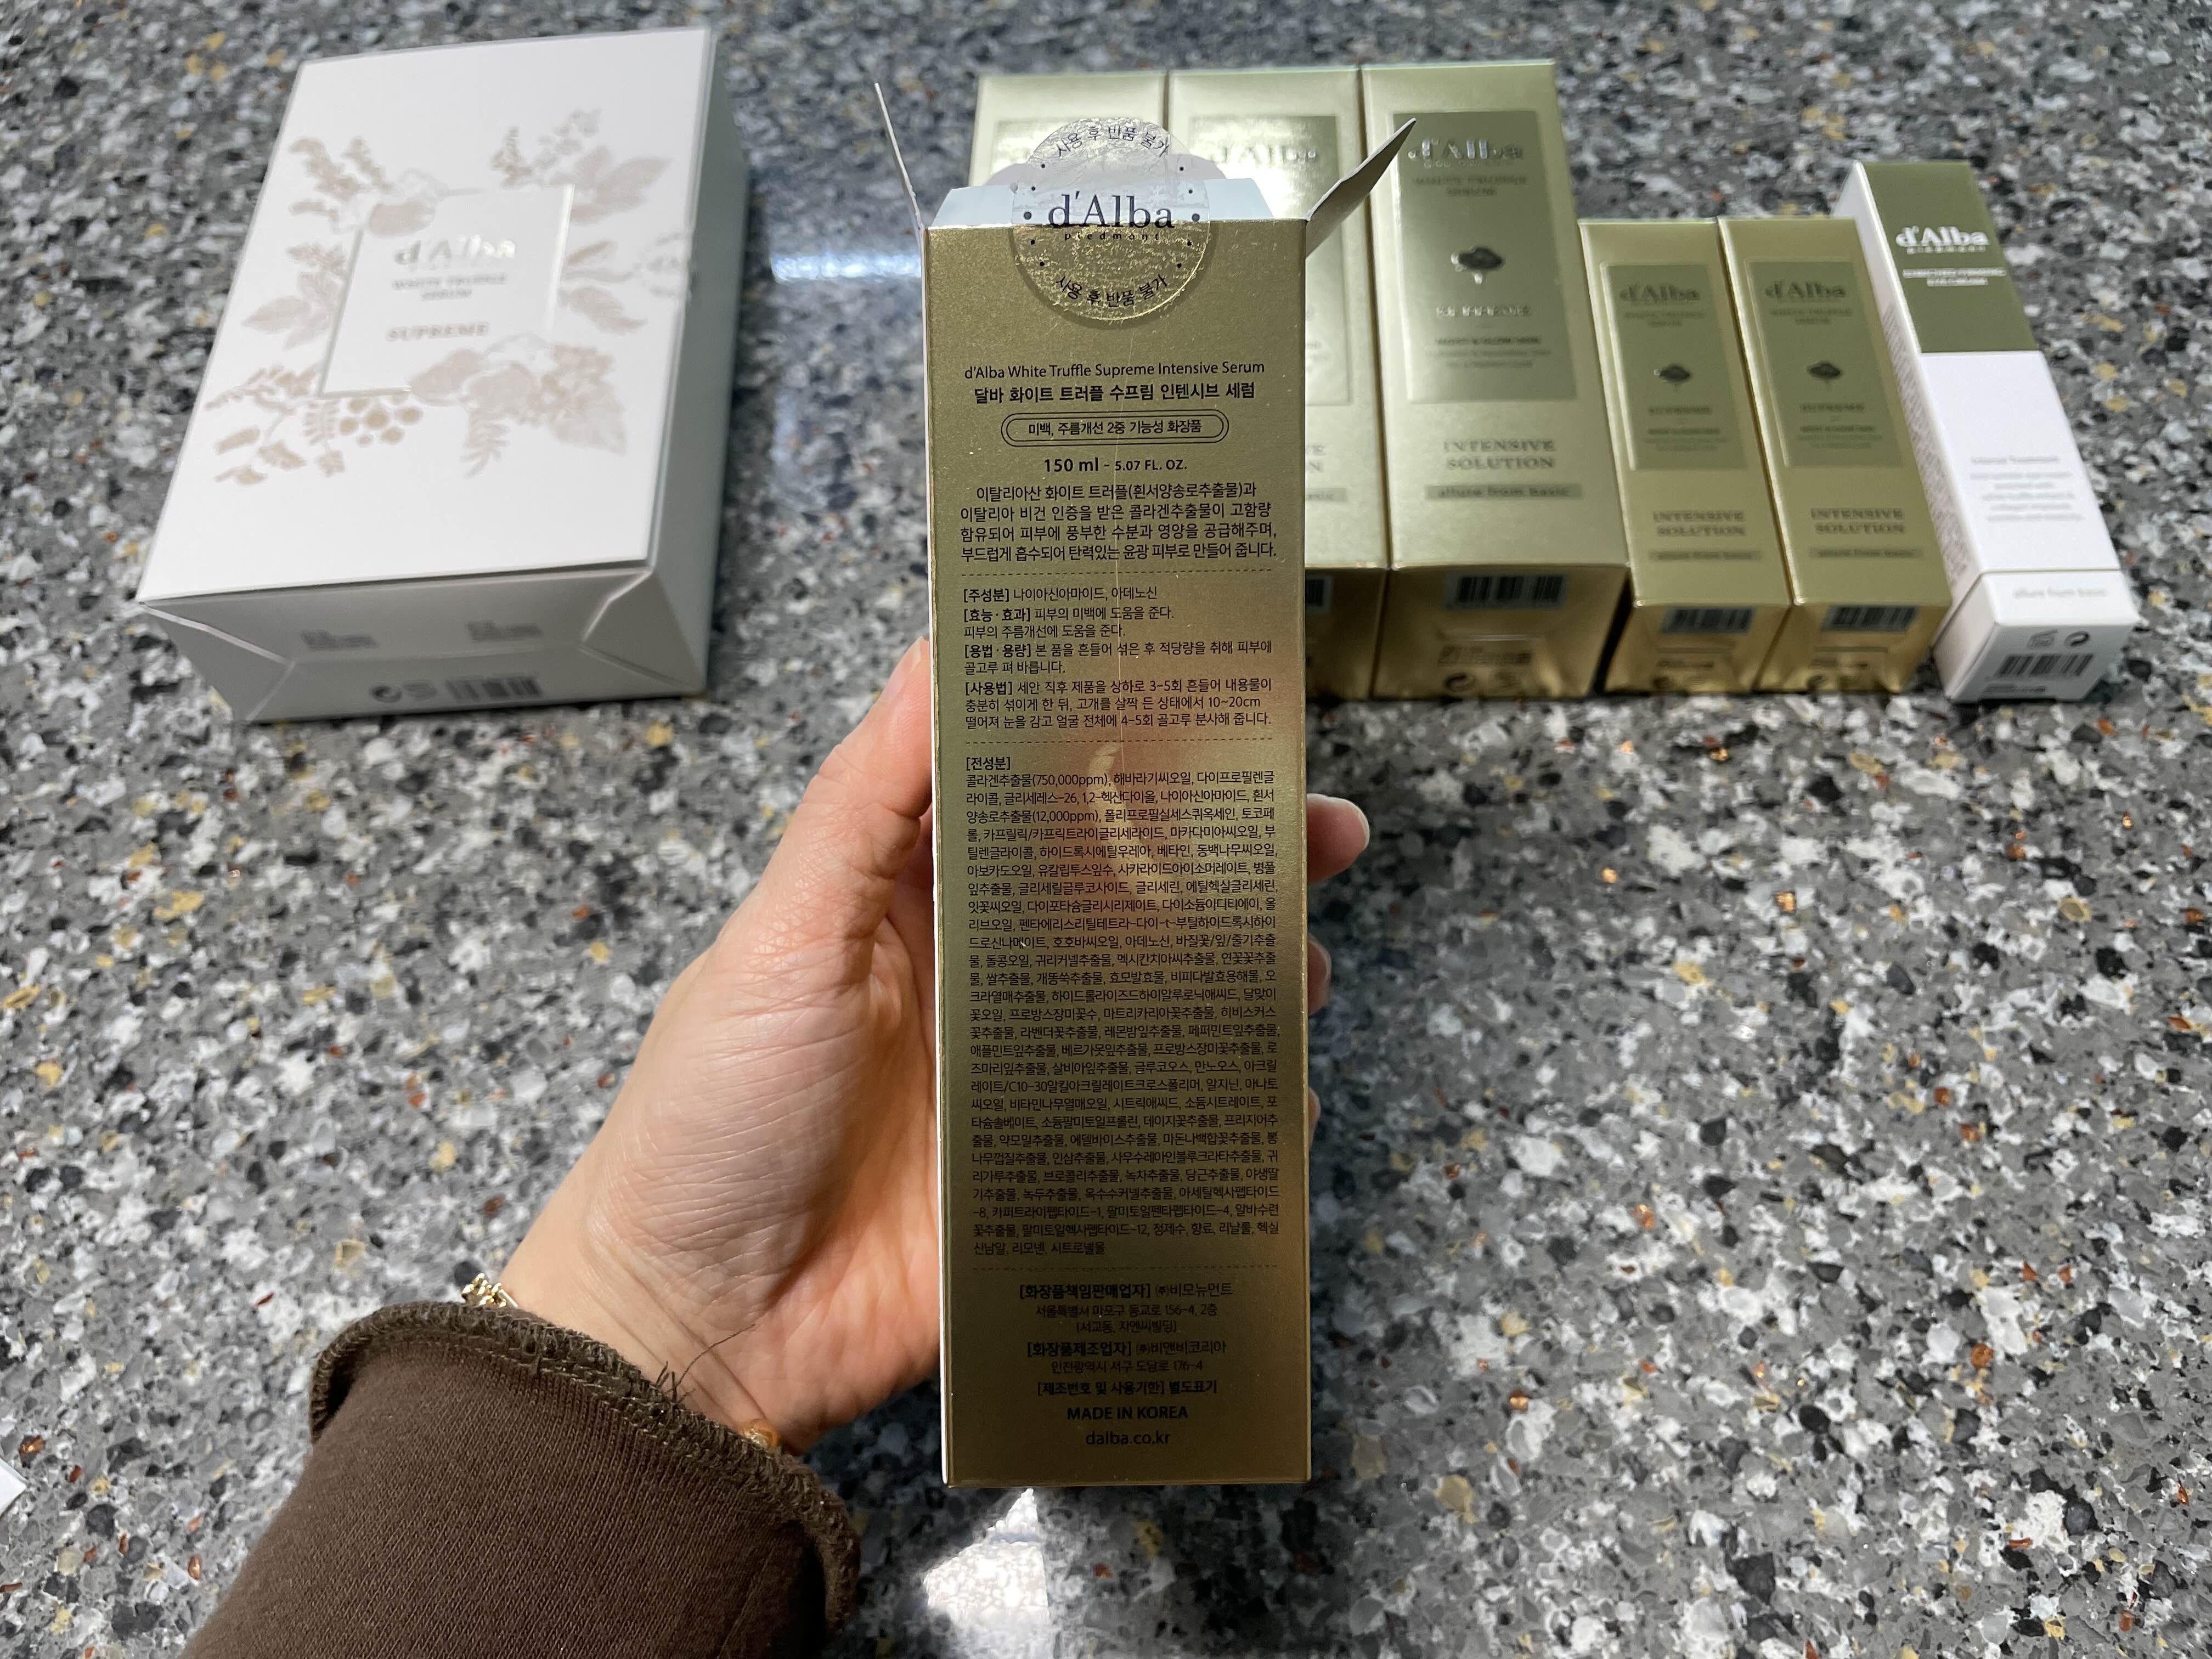 d'Alba
WHITE TRUFFLE
SERUM
SUPREME
사용 후 반품 불가
d'Alba
piedmont
사용 후 반품 불가
d'Alba White Truffle Supreme Intensive Serum
달바 화이트 트러플 수프림 인텐시브 세럼
미백, 주름개선 2중 기능성 화장품
150 ml - 5.07 FL. OZ.
이탈리아산 화이트 트러플(흰서양송로추출물)과
이탈리아 비건 인증을 받은 콜라겐추출물이 고함량
함유되어 피부에 풍부한 수분과 영양을 공급해주며,
부드럽게 흡수되어 탄력있는 윤광 피부로 만들어 줍니다.
[주성분] 나이아신아마이드, 아데노신
[효능·효과] 피부의 미백에 도움을 준다.
피부의 주름개선에 도움을 준다.
[용법·용량] 본 품을 흔들어 섞은 후 적당량을 취해 피부에
골고루 펴 바릅니다.
[사용법] 세안 직후 제품을 상하로 3-5회 흔들어 내용물이
충분히 섞이게 한 뒤, 고개를 살짝 든 상태에서 10~20cm
떨어져 눈을 감고 얼굴 전체에 4-5회 골고루 분사해 줍니다.
[전성분]
콜라겐추출물(750,000ppm), 해바라기씨오일, 다이프로필렌글
라이콜, 글리세레스-26, 1,2-헥산다이올, 나이아신아마이드, 흰서
양송로추출물(12,000ppm), 폴리프로필실세스퀴옥세인, 토코페
롤, 카프릴릭/카프릭트라이글리세라이드, 마카다미아씨오일, 부
틸렌글라이콜, 하이드록시에틸우레아, 베타인, 동백나무씨오일,
아보카도오일, 유칼립투스잎수, 사카라이드아이소머레이트, 병풀
잎추출물, 글리세릴글루코사이드, 글리세린, 에틸헥실글리세린,
잇꽃씨오일, 다이포타슘글리시리제이트, 다이소듐이디티에이, 올
리브오일, 펜타에리스리틸테트라-다이-t-부틸하이드록시하이
드로신나메이트, 호호바씨오일, 아데노신, 바질꽃/잎/줄기추출
물, 돌콩오일, 귀리커넬추출물, 멕시칸치아씨추출물, 연꽃꽃추출
물, 쌀추출물, 개똥쑥추출물, 효모발효물, 비피다발효용해물, 오
크라열매추출물, 하이드롤라이즈드하이알루로닉애씨드, 달맞이
꽃오일, 프로방스장미꽃수, 마트리카리아꽃추출물, 히비스커스
꽃추출물, 라벤더꽃추출물, 레몬밤잎추출물, 페퍼민트잎추출물,
애플민트잎추출물, 베르가못잎추출물, 프로방스장미꽃추출물, 로
즈마리잎추출물, 살비아잎추출물, 글루코오스, 만노오스, 아크릴
레이트/C10-30알킬아크릴레이트크로스폴리머, 알지닌, 아나토
씨오일, 비타민나무열매오일, 시트릭애씨드, 소듐시트레이트, 포
타슘솔베이트, 소듐팔미토일프롤린, 데이지꽃추출물, 프리지어추
출물, 약모밀추출물, 에델바이스추출물, 마돈나백합꽃추출물, 뽕
나무껍질추출물, 인삼추출물, 사우수레아인볼루크라타추출물, 귀
리가루추출물, 브로콜리추출물, 녹차추출물, 당근추출물, 야생딸
기추출물, 녹두추출물, 옥수수커넬추출물, 아세틸헥사펩타이드
-8, 카퍼트라이펩타이드-1, 팔미토일펜타펩타이드-4, 알바수련
꽃추출물, 팔미토일헥사펩타이드-12, 정제수, 향료, 리날룰, 헥실
신남알, 리모넨, 시트로넬올
[화장품책임판매업자] ㈜비모뉴먼트
서울특별시 마포구 동교로 156-4, 2층
(서교동, 자앤씨빌딩)
[화장품제조업자] ㈜비앤비코리아
인천광역시 서구 도담로 176-4
[제조번호 및 사용기한] 별도표기
MADE IN KOREA
dalba.co.kr
d'Alba
WHITE TRUFFLE
SERUM
SUPREME
INTENSIVE
SOLUTION
allure from basic
d'Alba
WHITE TRUFFLE
SERUM
SUPREME
INTENSIVE
SOLUTION
d'Alba
WHITE TRUFFLE
SERUM
SUPREME
INTENSIVE
SOLUTION
d'Alba
allure from basic